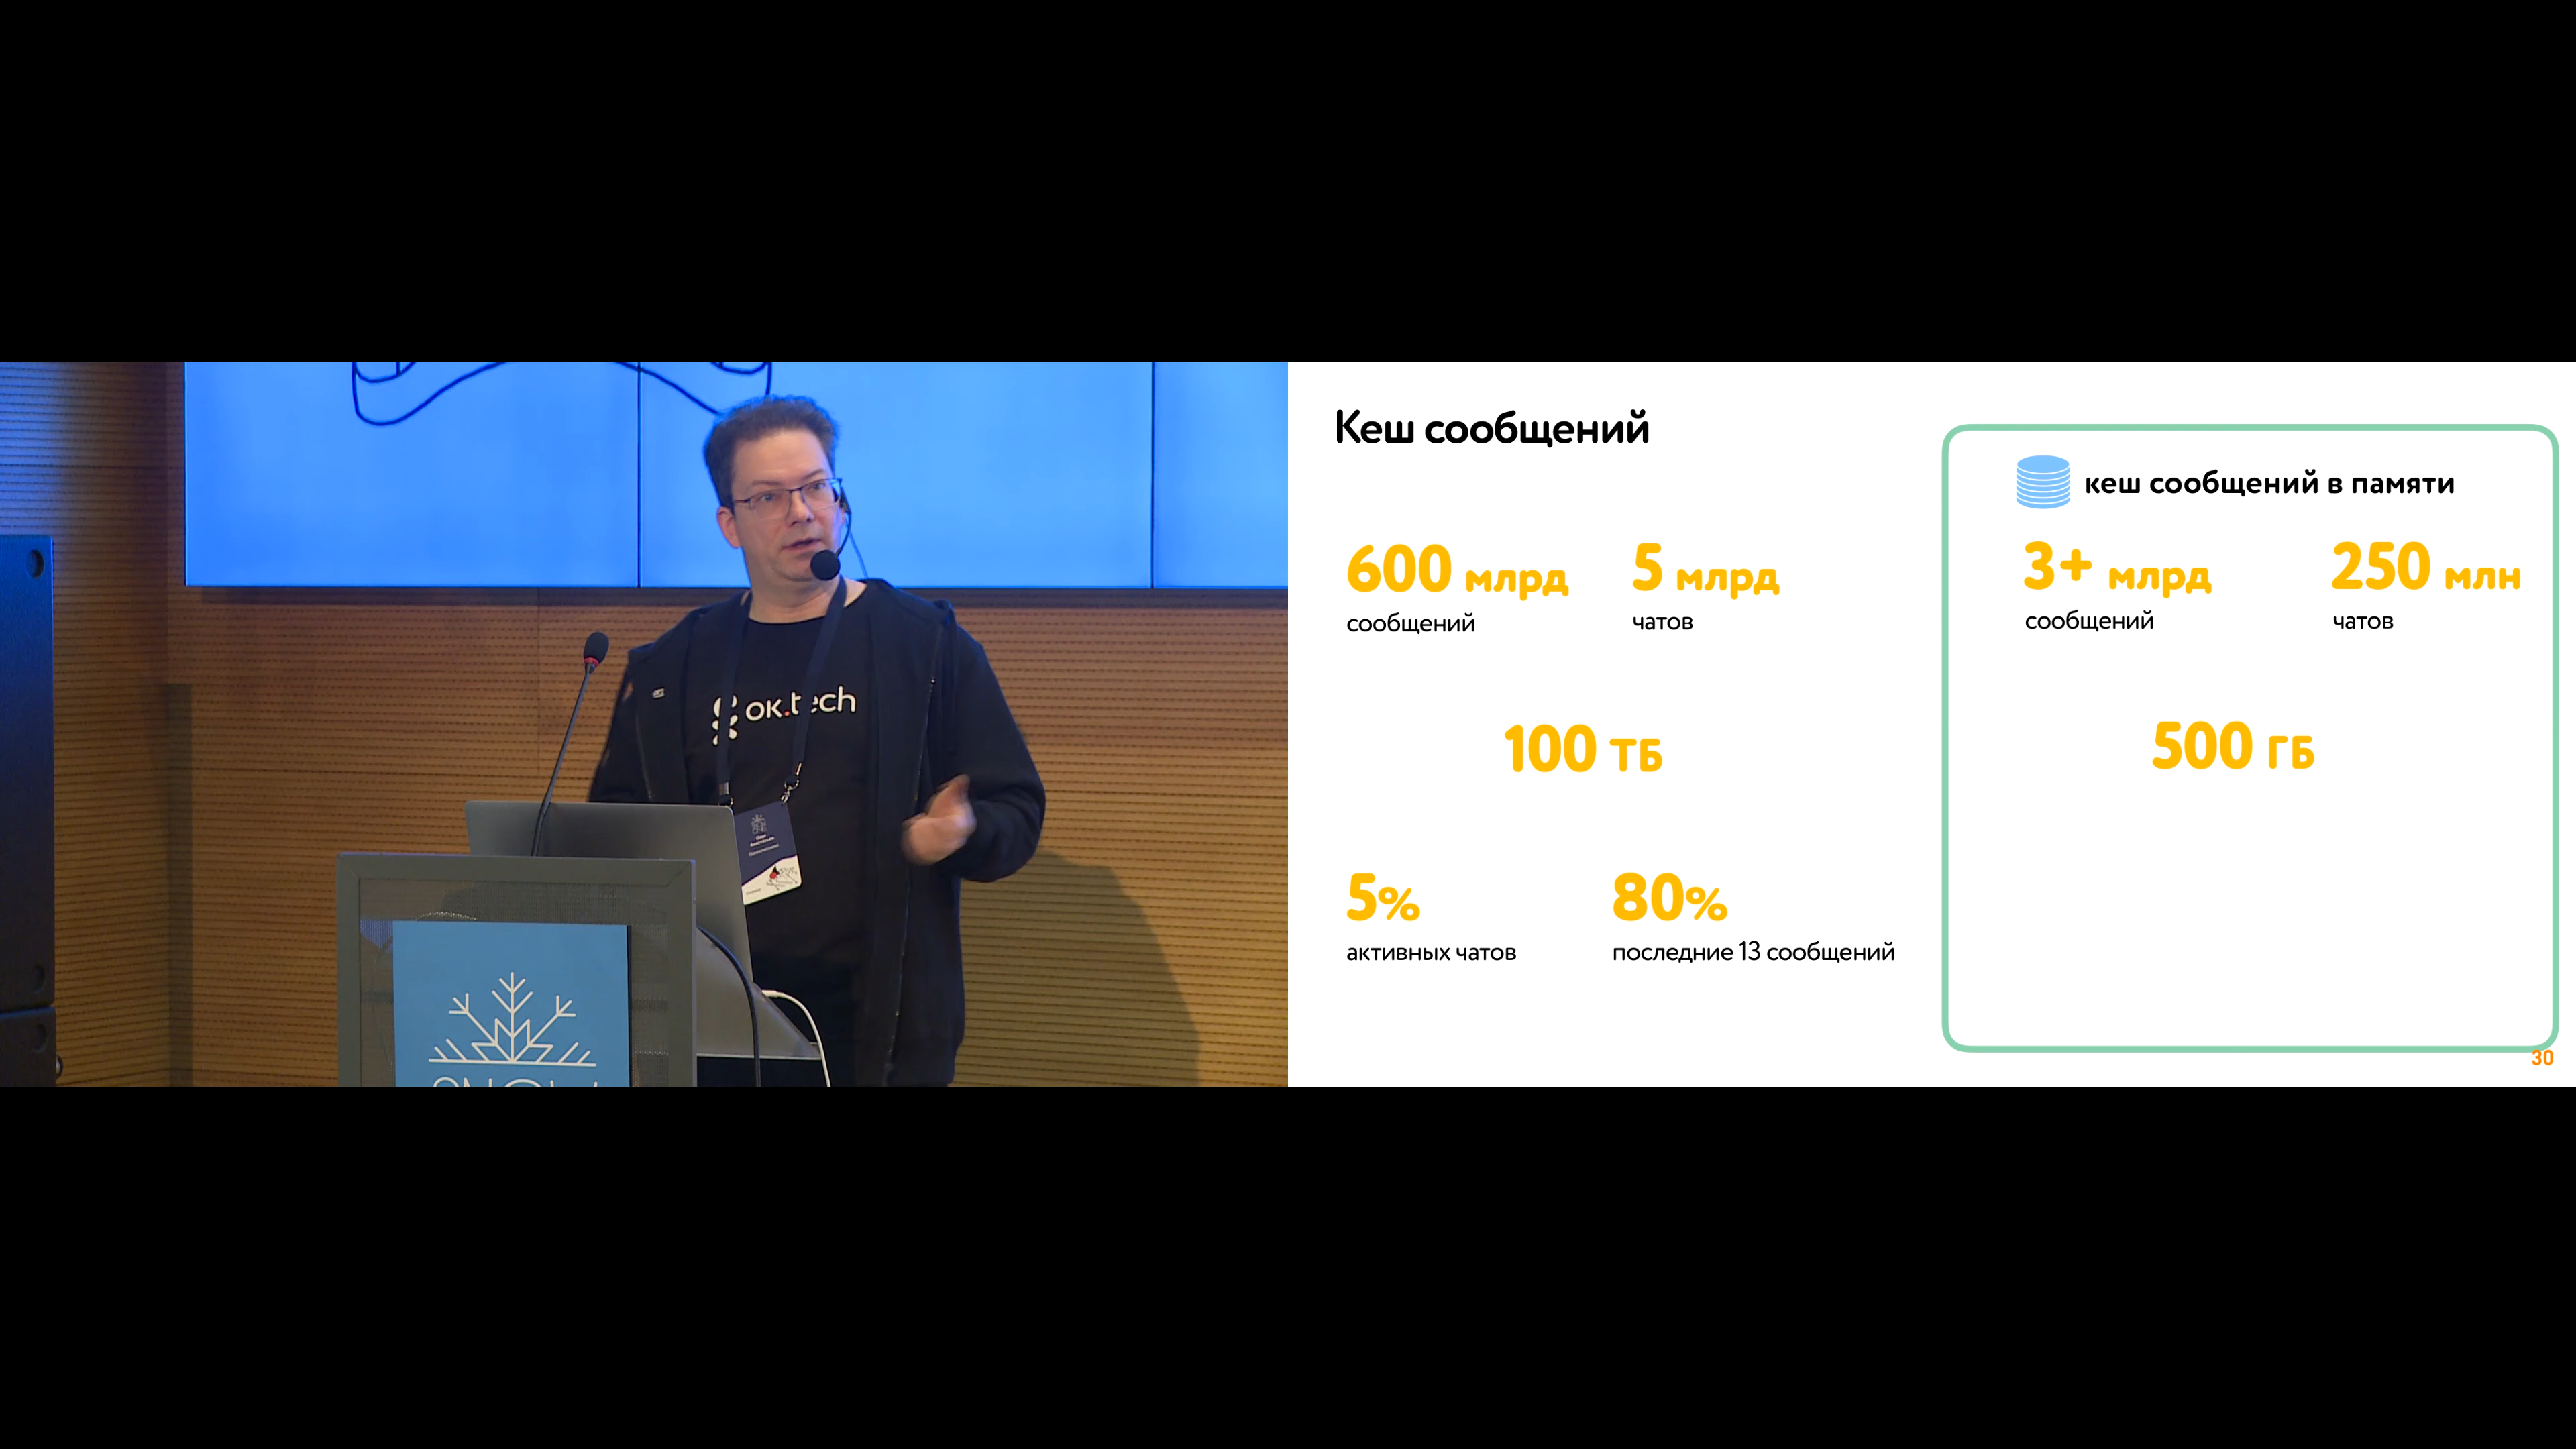 ok.tech
Кеш сообщений
600 млрд
сообщений
5 млрд
чатов
100 ТБ
5%
активных чатов
80%
последние 13 сообщений
кеш сообщений в памяти
3+ млрд
сообщений
250 млн
чатов
500 ГБ
30